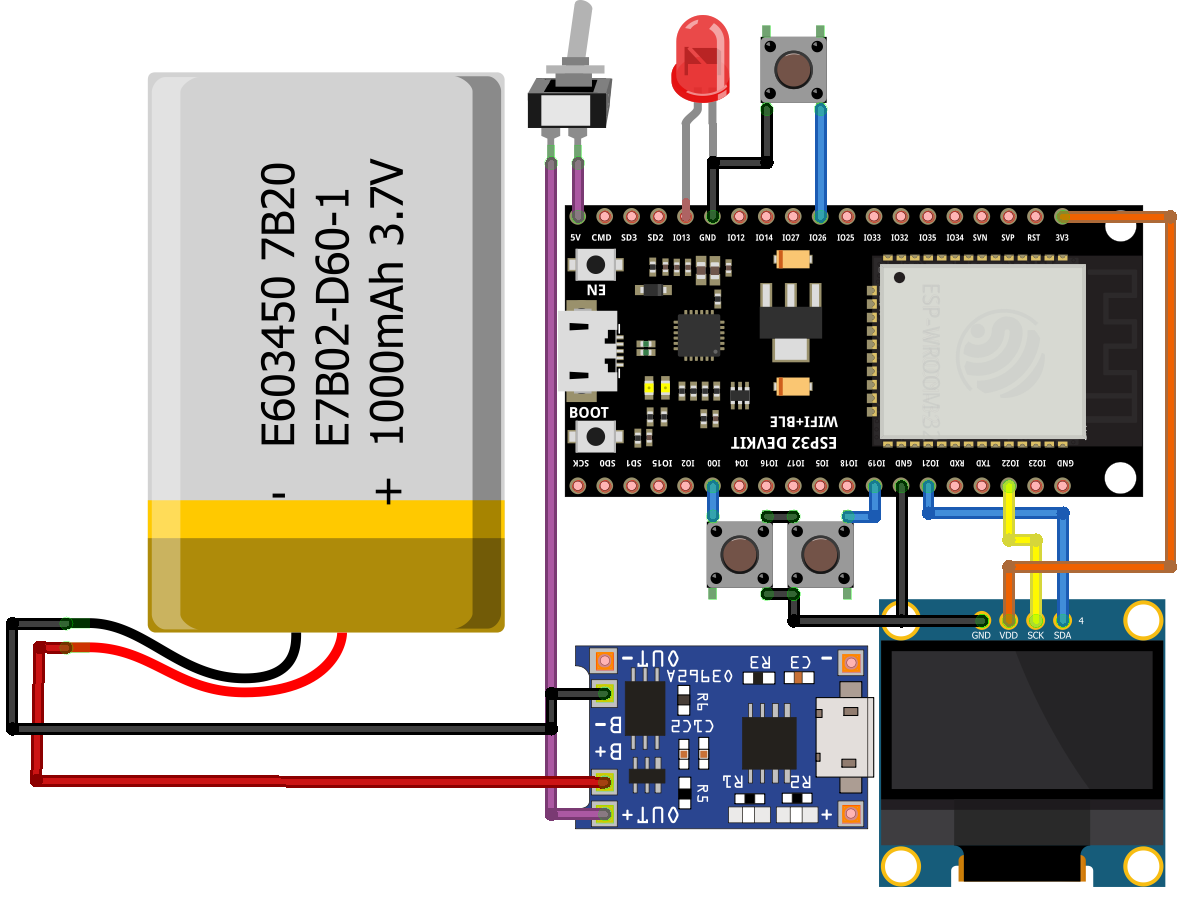 E603450 7B20
E7B02-D60-1
1000mAh 3.7V
- +
5V CMD SD3 SD2 IO13 GND IO12 IO14 IO27 IO26 IO25 IO33 IO32 IO35 IO34 SVN SVP RST 3V3
EN
ESP-WROOM-32
BOOT
WIFI+BLE
ESP32 DEVKIT
SCK SD0 SD1 IO15 IO2 IO0 IO4 IO16 IO17 IO5 IO18 IO19 GND IO21 RXD TXD IO22 IO23 GND
GND VDD SCK SDA 4
OUT- R3 C3 -
03962A
R6
B- C1C2
B+
R1 R2
R5
OUT+ +